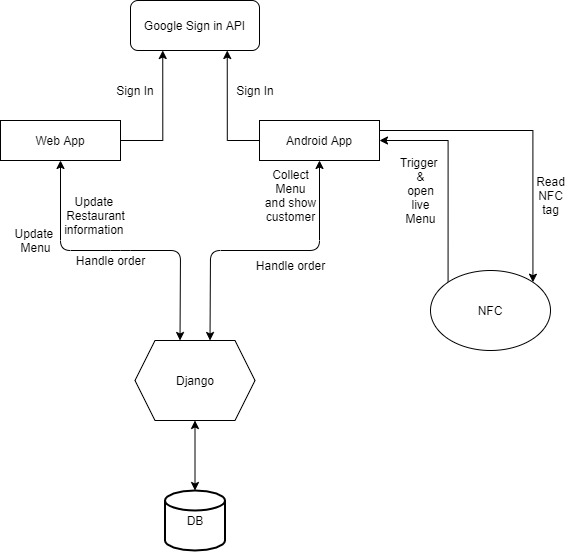 Google Sign in API
Sign In
Sign In
Web App
Android App
Update
Restaurant
information
Update
Menu
Handle order
Collect
Menu
and show
customer
Handle order
Trigger
&
open
live
Menu
Read
NFC
tag
NFC
Django
DB